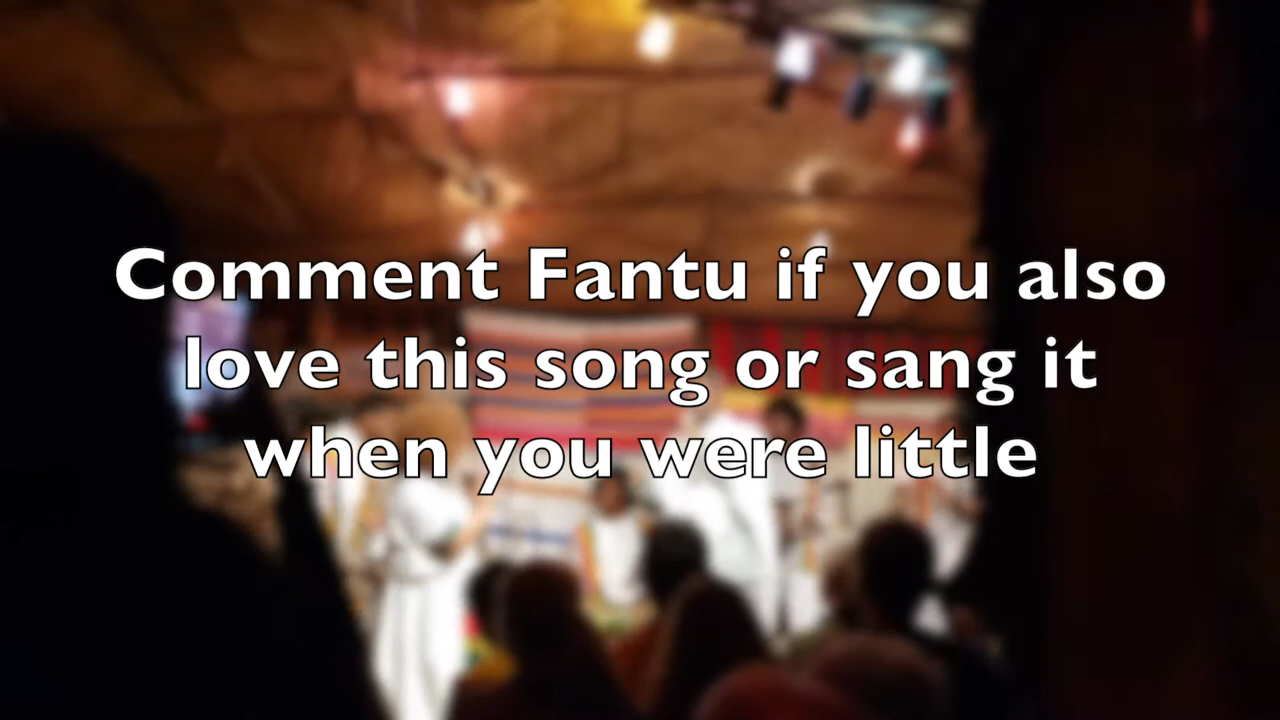 Comment Fantu if you also
love this song or sang it
when you were little